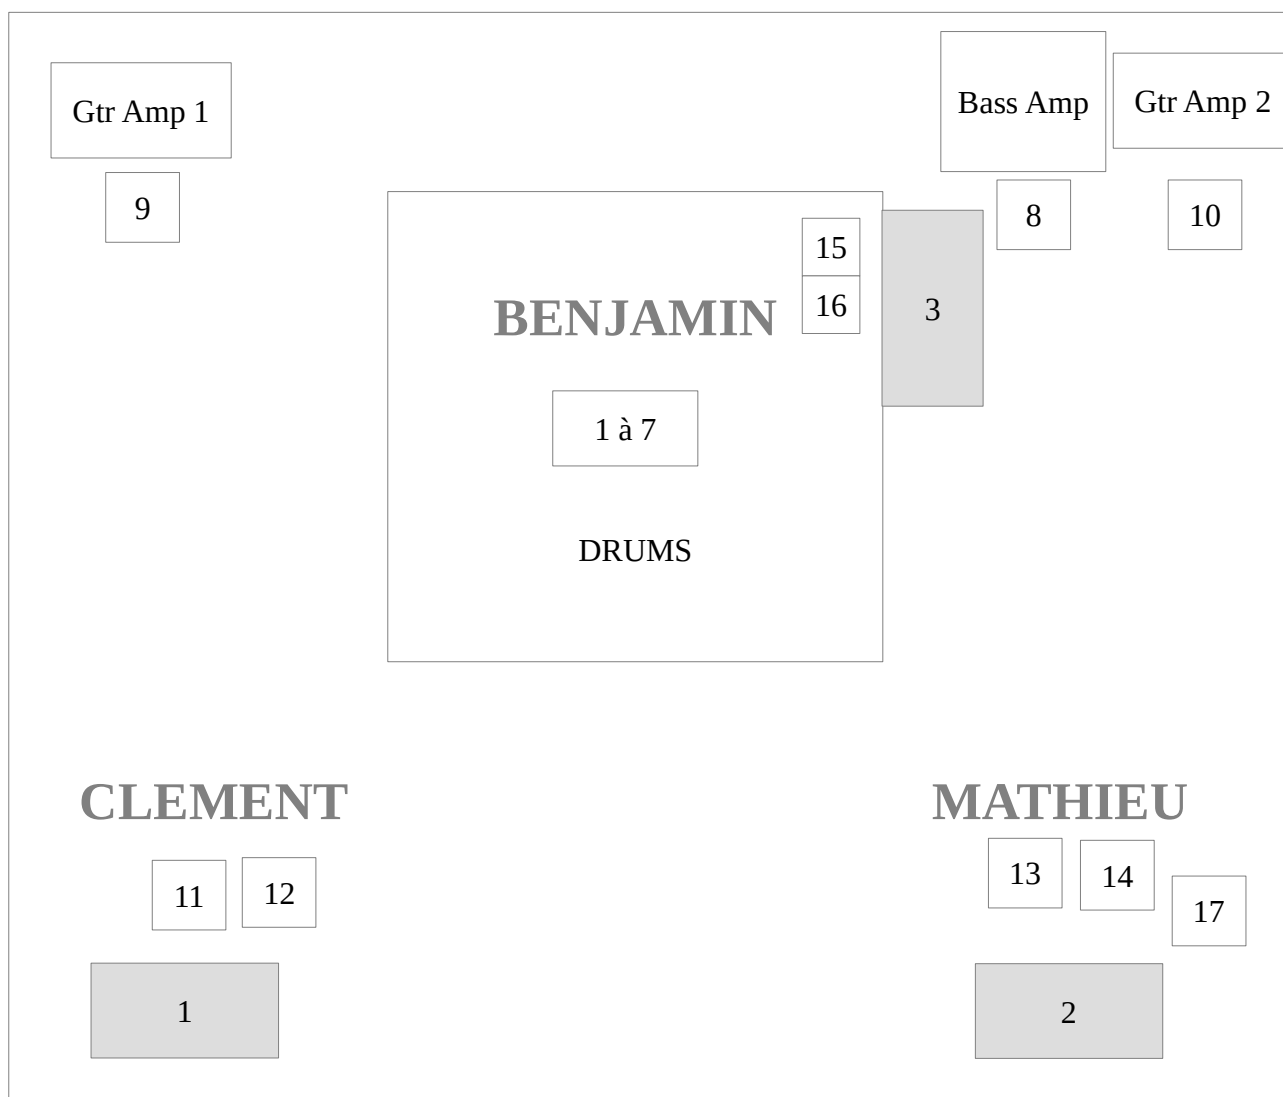 Gtr Amp 1
Bass Amp
Gtr Amp 2
9
8
10
15
16
3
BENJAMIN
1 à 7
DRUMS
CLEMENT
MATHIEU
11
12
13
14
17
1
2